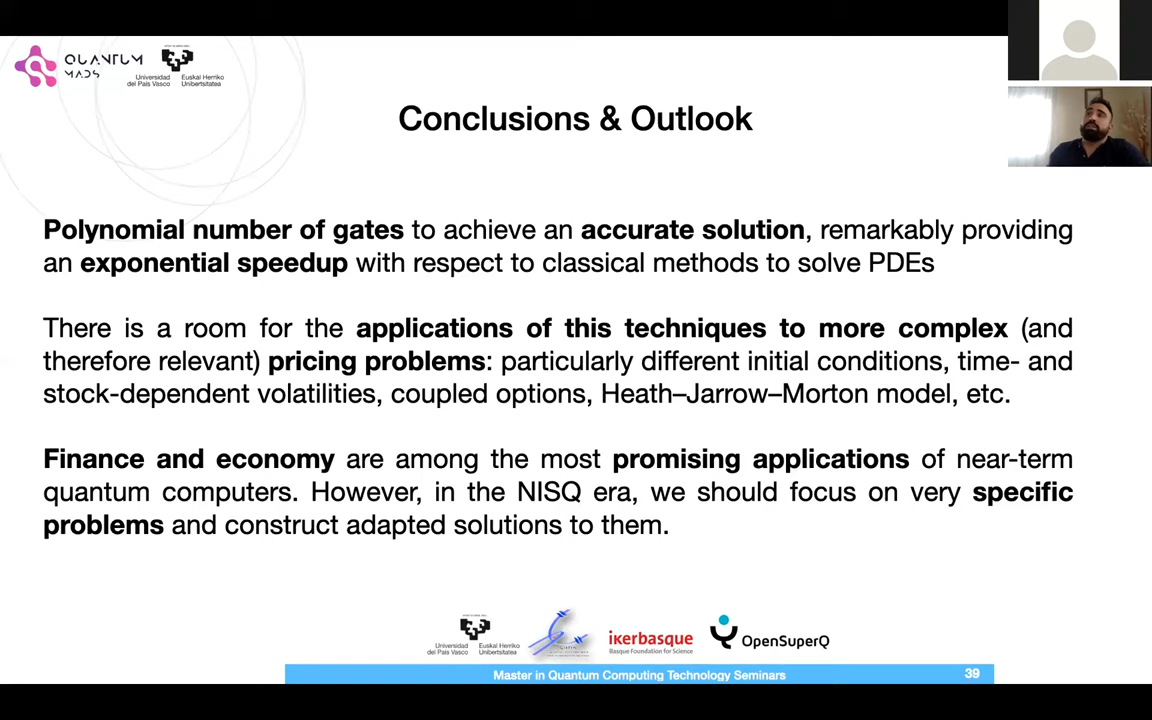 QUANTUM
MADS
Universidad del País Vasco
Euskal Herriko Unibertsitatea
Conclusions & Outlook
Polynomial number of gates to achieve an accurate solution, remarkably providing
an exponential speedup with respect to classical methods to solve PDEs
There is a room for the applications of this techniques to more complex (and
therefore relevant) pricing problems: particularly different initial conditions, time- and
stock-dependent volatilities, coupled options, Heath–Jarrow–Morton model, etc.
Finance and economy are among the most promising applications of near-term
quantum computers. However, in the NISQ era, we should focus on very specific
problems and construct adapted solutions to them.
Universidad del País Vasco
Euskal Herriko Unibertsitatea
ikerbasque
Basque Foundation for Science
OpenSuperQ
Master in Quantum Computing Technology Seminars
39